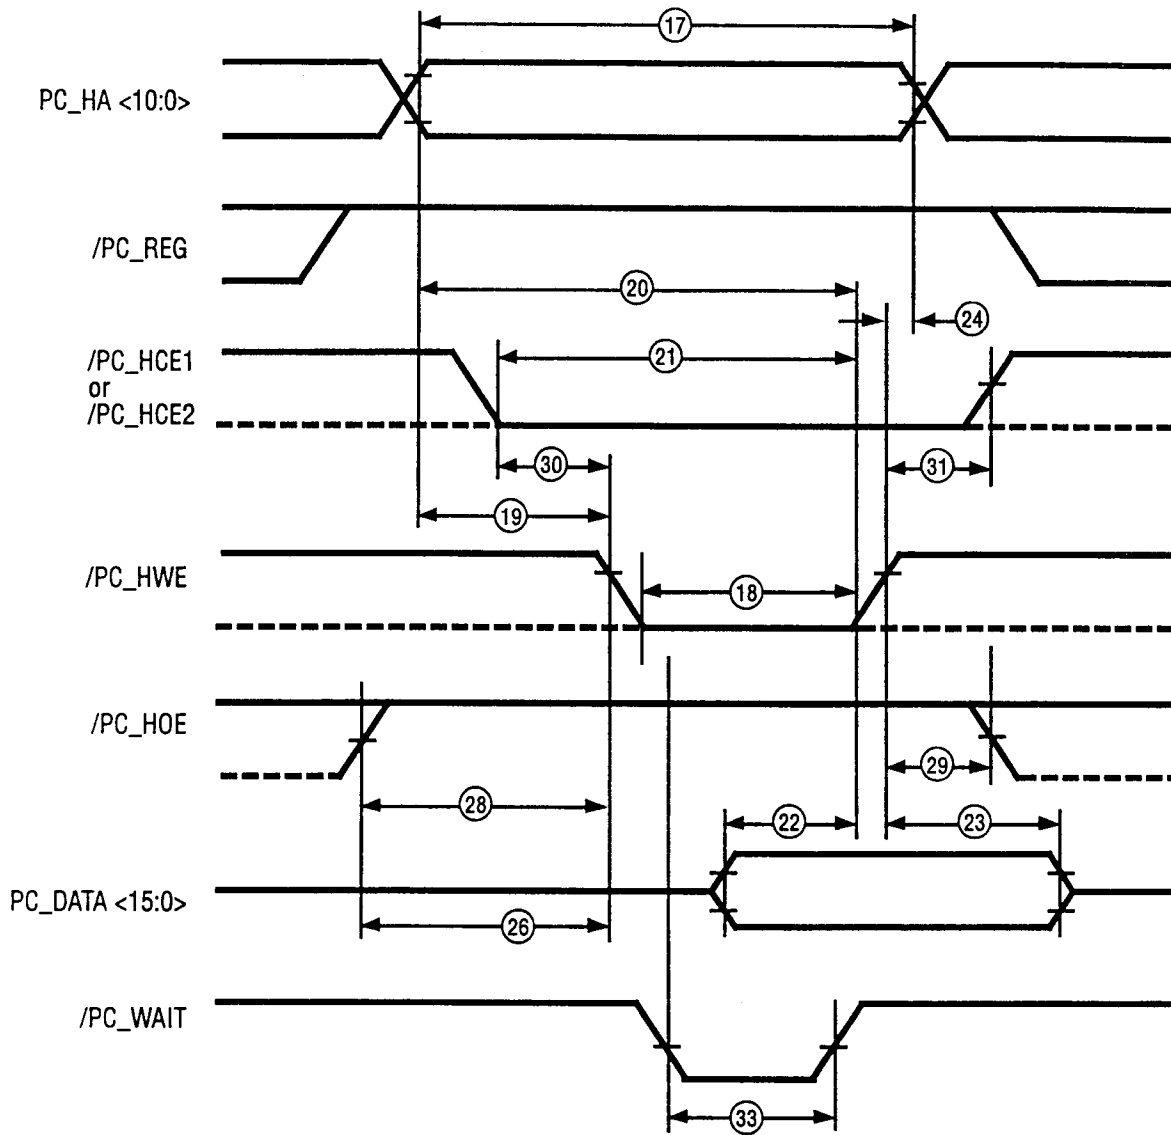 17
PC_HA <10:0>
/PC_REG
20
24
/PC_HCE1
or
/PC_HCE2
21
30
31
19
/PC_HWE
18
/PC_HOE
29
28
22
23
PC_DATA <15:0>
26
/PC_WAIT
33